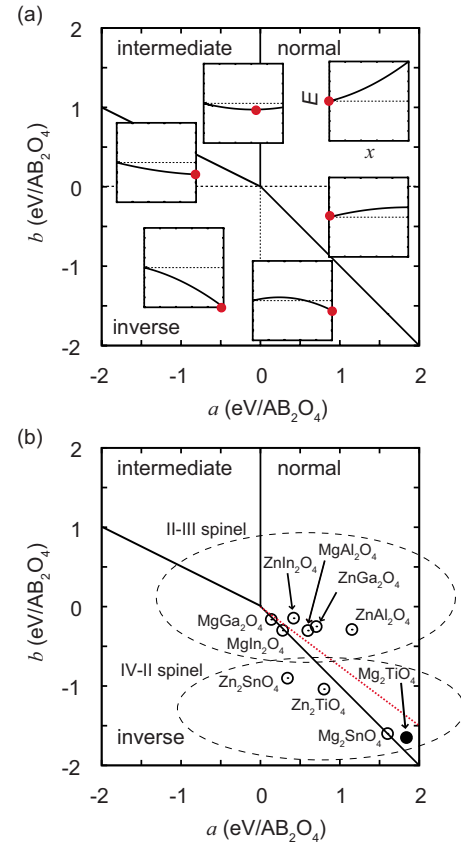 (a)
2
intermediate
normal
E
x
1
0
-1
-2
b (eV/AB₂O₄)
inverse
-2 -1 0 1 2
a (eV/AB₂O₄)
(b)
2
intermediate
normal
1
II-III spinel
ZnIn₂O₄
MgAl₂O₄
ZnGa₂O₄
MgGa₂O₄
ZnAl₂O₄
0
MgIn₂O₄
IV-II spinel
Mg₂TiO₄
Zn₂SnO₄
-1
Zn₂TiO₄
Mg₂SnO₄
inverse
-2
b (eV/AB₂O₄)
-2 -1 0 1 2
a (eV/AB₂O₄)